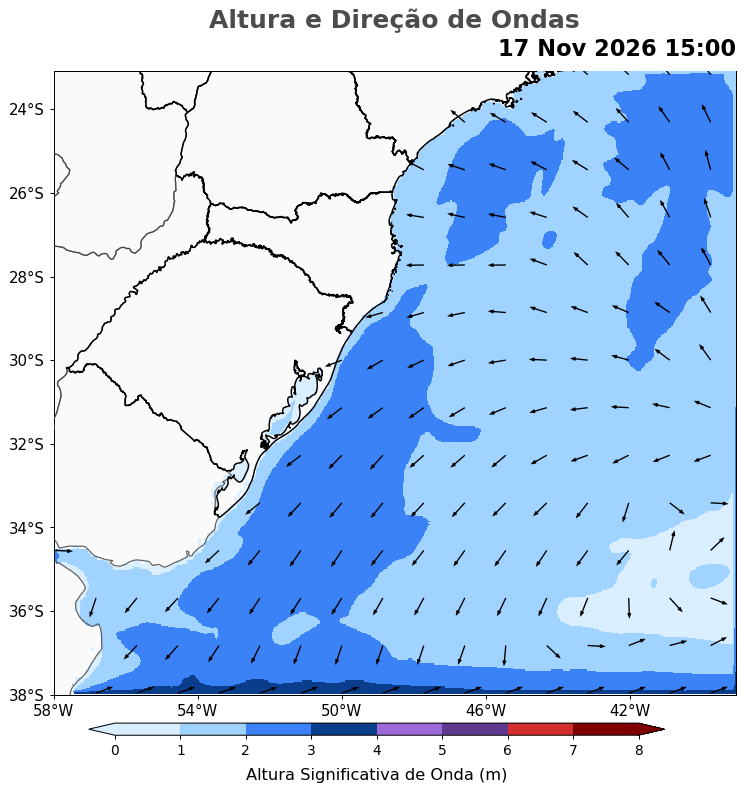 Altura e Direção de Ondas
17 Nov 2026 15:00
24°S
26°S
28°S
30°S
32°S
34°S
36°S
38°S
58°W 54°W 50°W 46°W 42°W
0 1 2 3 4 5 6 7 8
Altura Significativa de Onda (m)